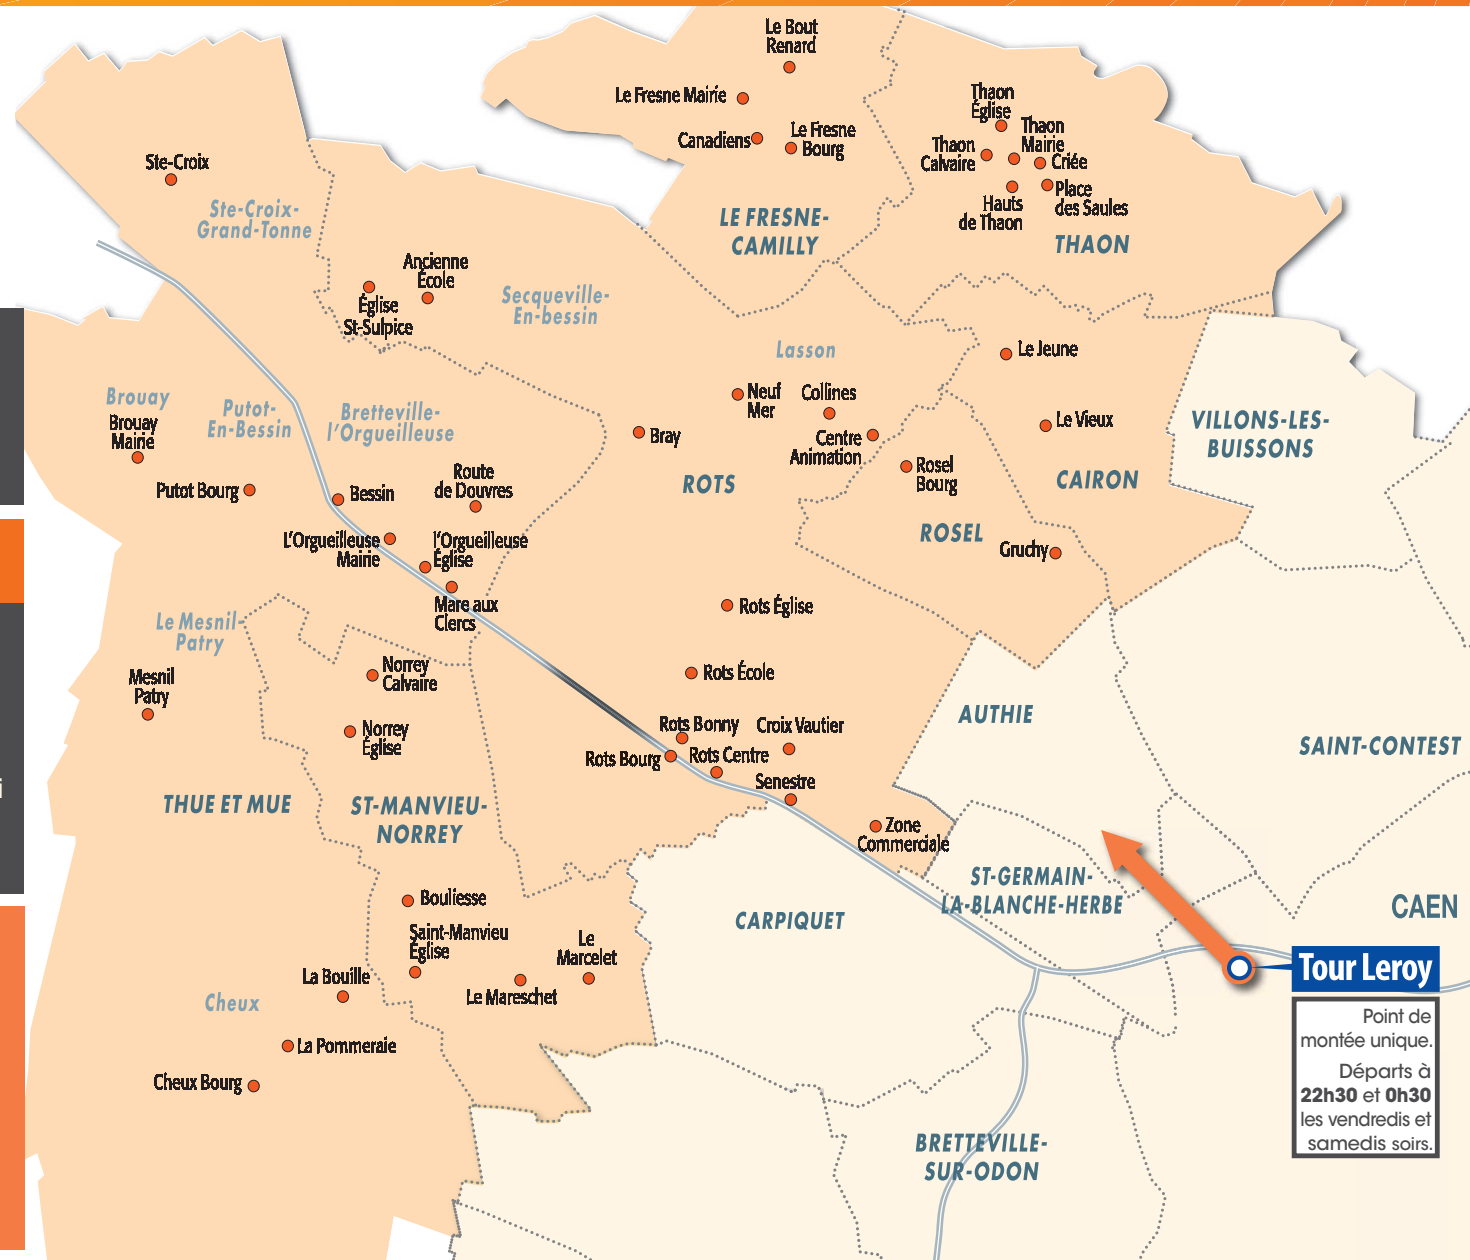 Le Bout
Renard
Le Fresne Mairie
Canadiens
Le Fresne
Bourg
LE FRESNE-
CAMILLY
Thaon
Église
Thaon
Mairie
Thaon
Calvaire
Criée
Place
des Saules
Hauts
de Thaon
THAON
Ste-Croix
Ste-Croix-
Grand-Tonne
Ancienne
École
Église
St-Sulpice
Secqueville-
En-bessin
Lasson
Le Jeune
Neuf
Mer
Collines
Le Vieux
Bray
Centre
Animation
Rosel
Bourg
VILLONS-LES-
BUISSONS
Brouay
Brouay
Mairie
Putot-
En-Bessin
Bretteville-
l'Orgueilleuse
Putot Bourg
Bessin
Route
de Douvres
ROTS
CAIRON
ROSEL
Gruchy
L'Orgueilleuse
Mairie
l'Orgueilleuse
Église
Mare aux
Clercs
Rots Église
Le Mesnil-
Patry
Mesnil
Patry
Norrey
Calvaire
Rots École
Norrey
Église
Rots Bonny
Croix Vautier
Rots Bourg
Rots Centre
Senestre
AUTHIE
SAINT-CONTEST
THUE ET MUE
ST-MANVIEU-
NORREY
Zone
Commerciale
i
ST-GERMAIN-
LA-BLANCHE-HERBE
CARPIQUET
CAEN
Bouliesse
Saint-Manvieu
Église
Le
Marcelet
La Bouille
Le Mareschet
Cheux
La Pommeraie
Cheux Bourg
Tour Leroy
Point de
montée unique.
Départs à
22h30 et 0h30
les vendredis et
samedis soirs.
BRETTEVILLE-
SUR-ODON